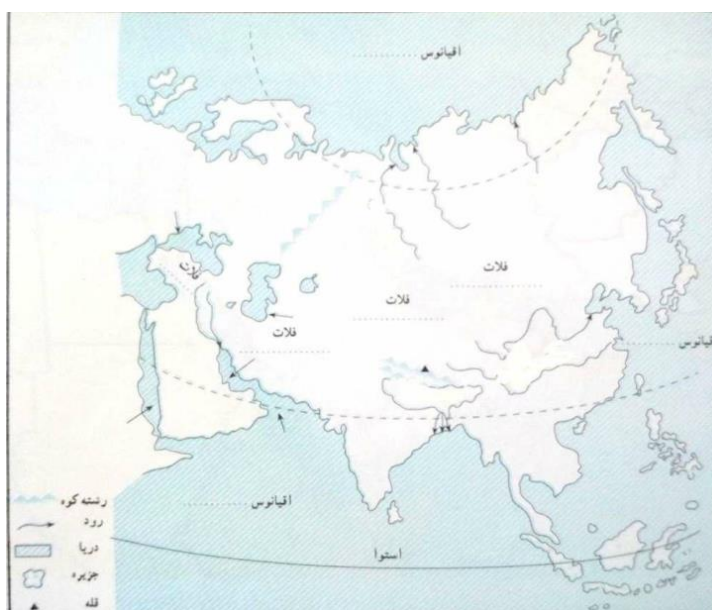 اقیانوس ....................
فلات
فلات
....................
فلات
....................
فلات
....................
اقیانوس
اقیانوس ....................
رشته کوه
رود
دریا
جزیره
قله
استوا